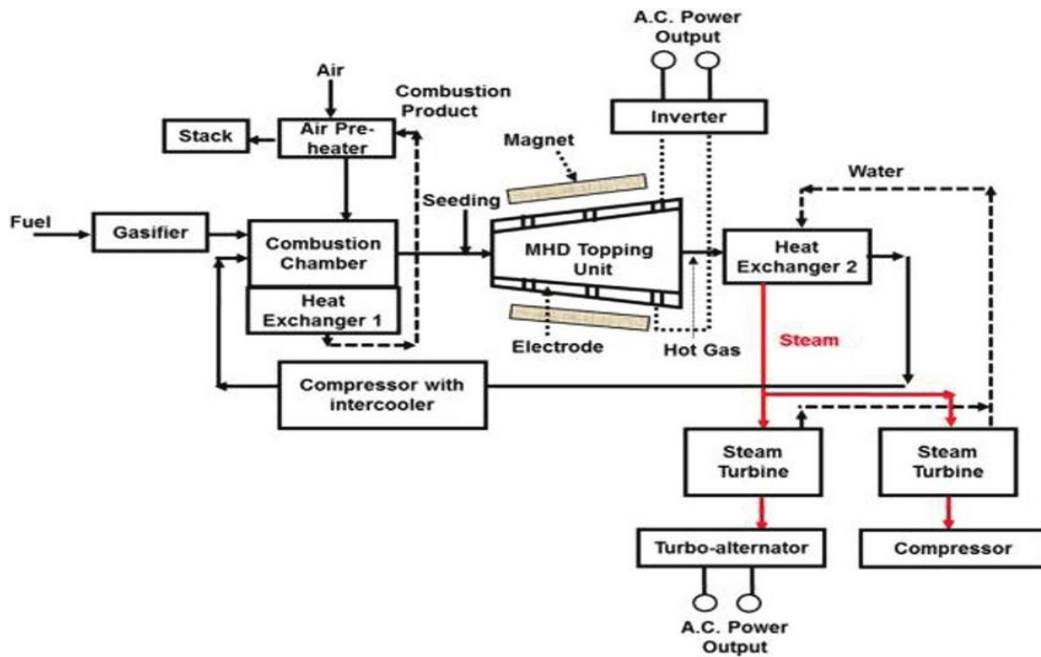 A.C. Power
Output
Air
Combustion
Product
Inverter
Stack
Air Pre-
heater
Magnet
Water
Seeding
Fuel
Gasifier
Combustion
Chamber
MHD Topping
Unit
Heat
Exchanger 2
Heat
Exchanger 1
Electrode
Hot Gas
Steam
Compressor with
intercooler
Steam
Turbine
Steam
Turbine
Turbo-alternator
Compressor
A.C. Power
Output